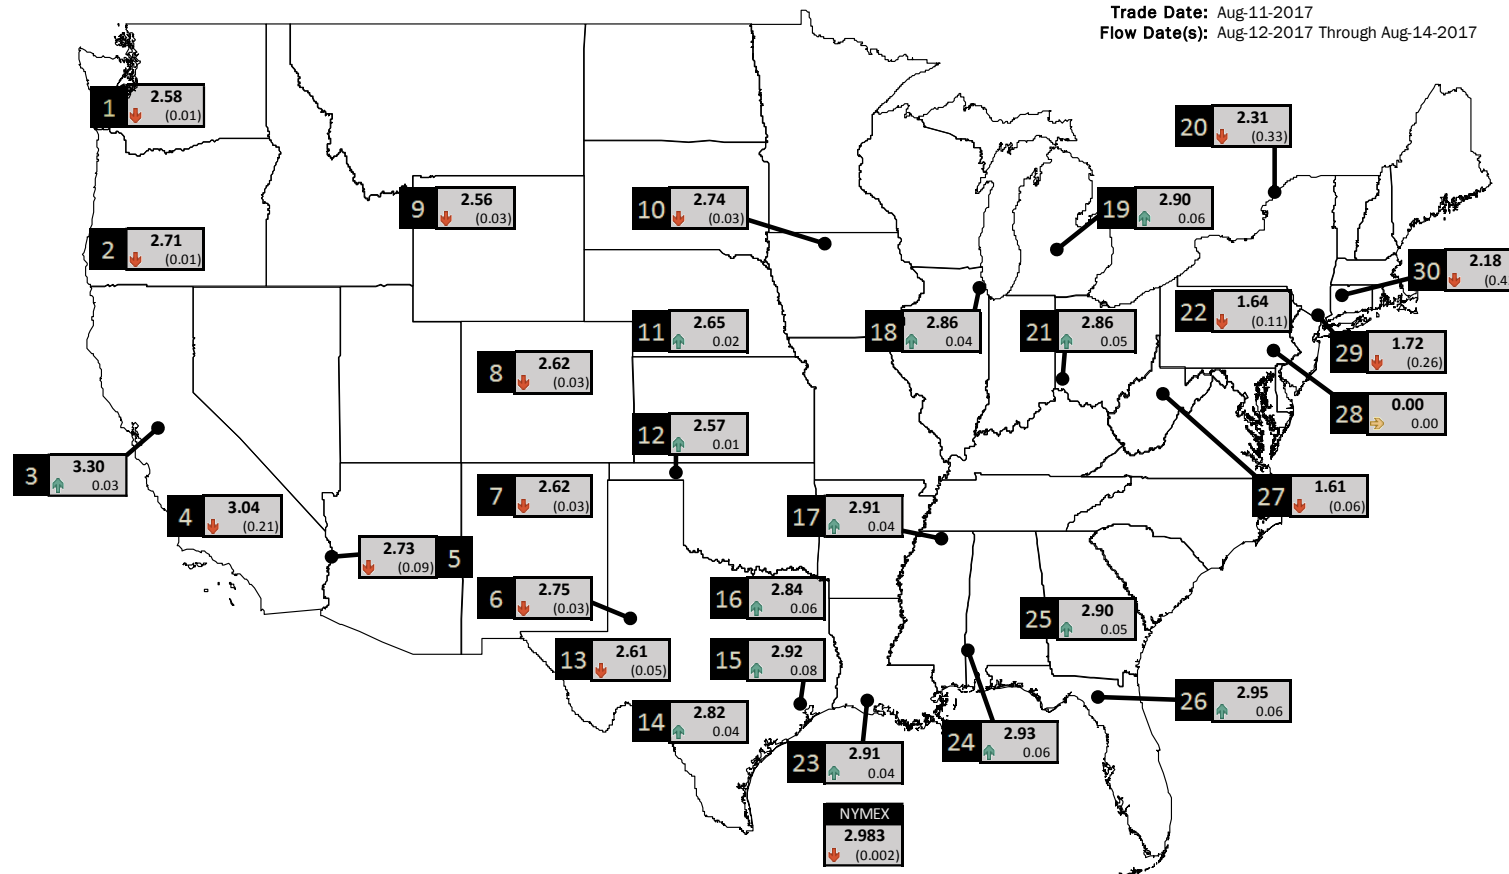 Trade Date: Aug-11-2017
Flow Date(s): Aug-12-2017 Through Aug-14-2017
1 2.58 (0.01)
2 2.71 (0.01)
3 3.30 0.03
4 3.04 (0.21)
5 2.73 (0.09)
6 2.75 (0.03)
7 2.62 (0.03)
8 2.62 (0.03)
9 2.56 (0.03)
10 2.74 (0.03)
11 2.65 0.02
12 2.57 0.01
13 2.61 (0.05)
14 2.82 0.04
15 2.92 0.08
16 2.84 0.06
17 2.91 0.04
18 2.86 0.04
19 2.90 0.06
20 2.31 (0.33)
21 2.86 0.05
22 1.64 (0.11)
23 2.91 0.04
24 2.93 0.06
25 2.90 0.05
26 2.95 0.06
27 1.61 (0.06)
28 0.00 0.00
29 1.72 (0.26)
30 2.18
NYMEX
2.983
(0.002)